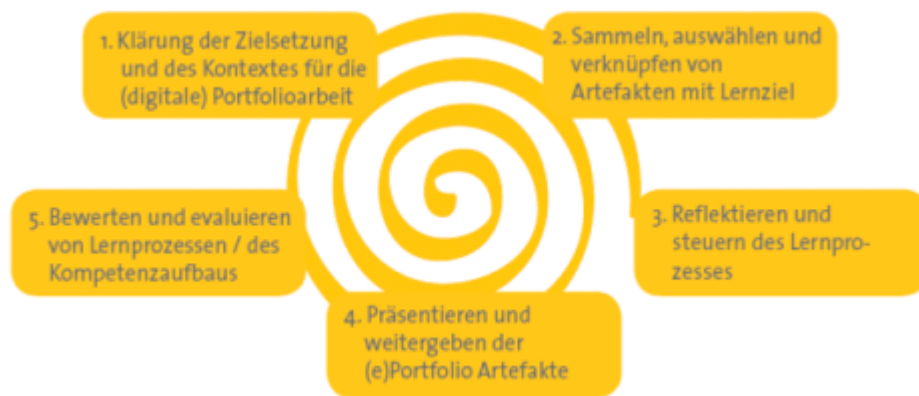 1. Klärung der Zielsetzung
und des Kontextes für die
(digitale) Portfolioarbeit
2. Sammeln, auswählen und
verknüpfen von
Artefakten mit Lernziel
3. Reflektieren und
steuern des Lernpro-
zesses
4. Präsentieren und
weitergeben der
(e)Portfolio Artefakte
5. Bewerten und evaluieren
von Lernprozessen / des
Kompetenzaufbaus